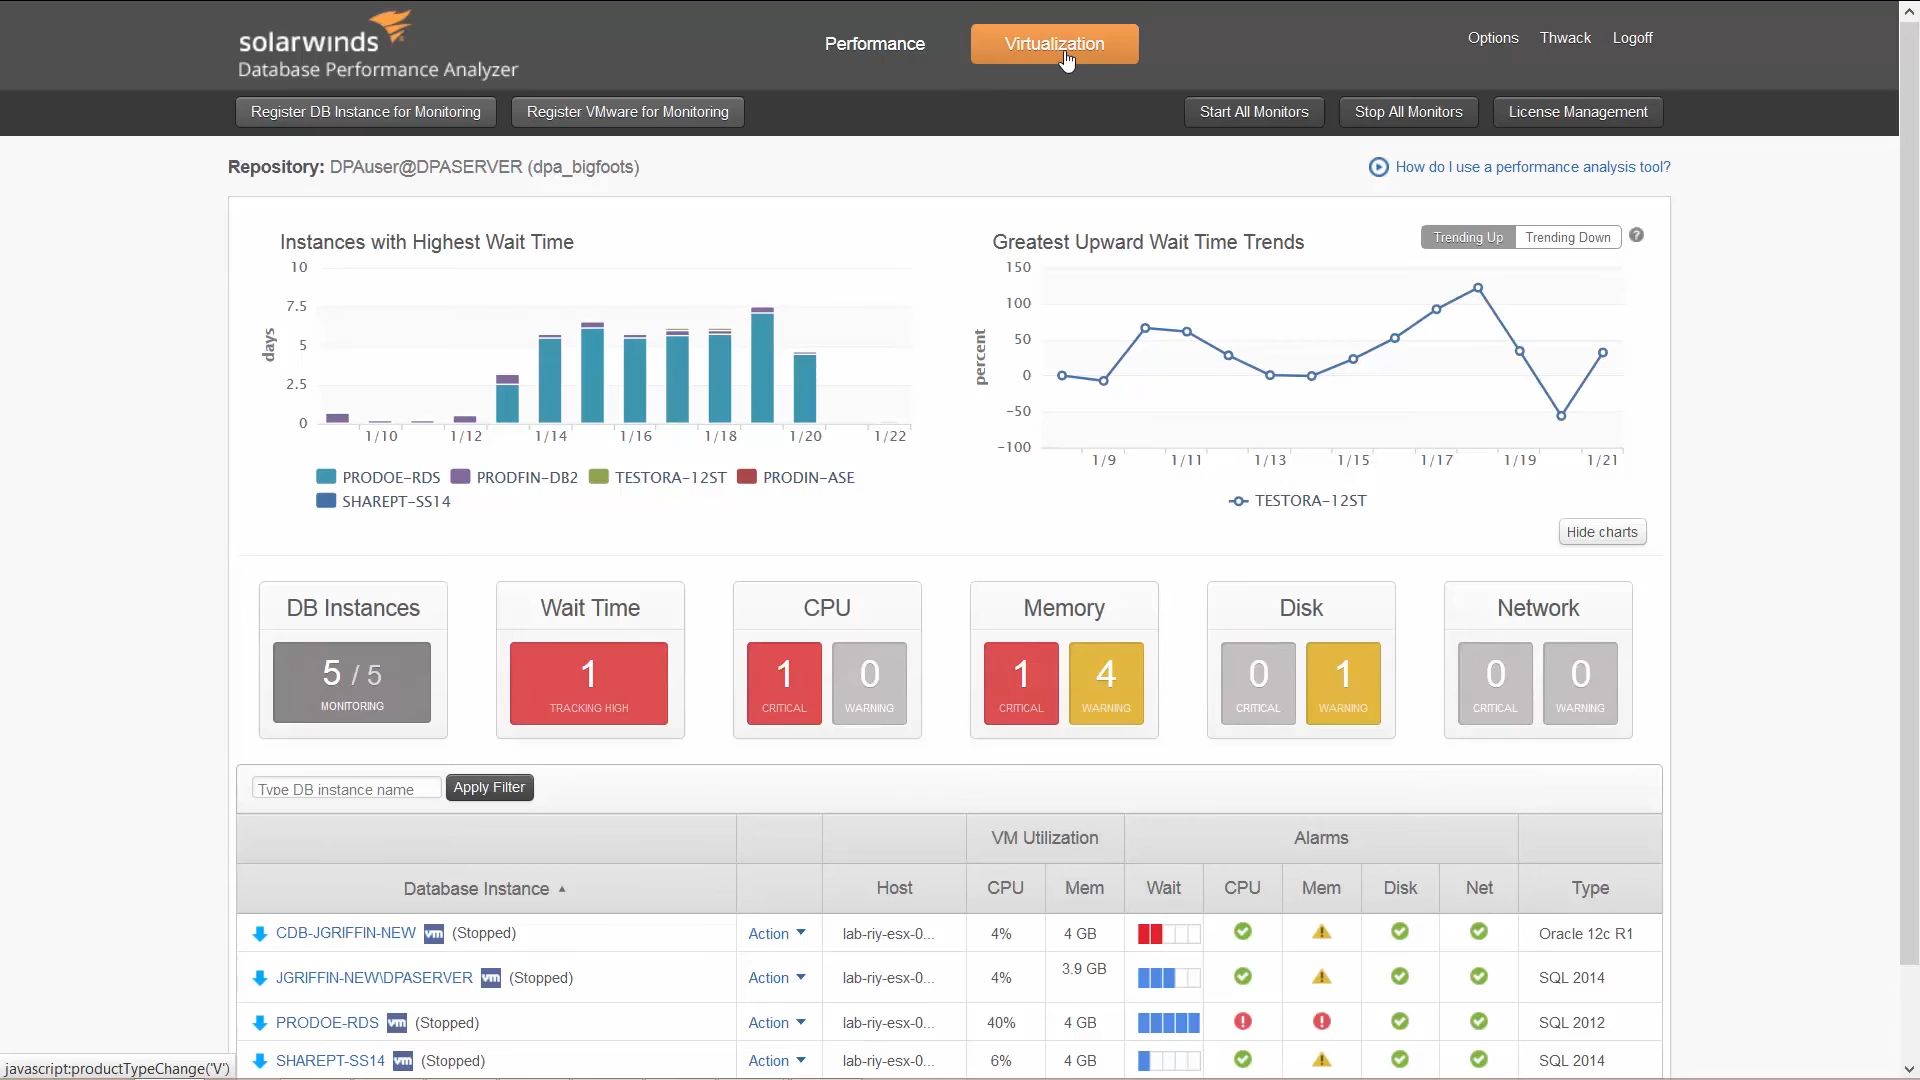 solarwinds
Database Performance Analyzer
Performance
Virtualization
Options
Thwack
Logoff
Register DB Instance for Monitoring
Register VMware for Monitoring
Start All Monitors
Stop All Monitors
License Management
Repository: DPAuser@DPASERVER (dpa_bigfoots)
How do I use a performance analysis tool?
Instances with Highest Wait Time
10
7.5
5
2.5
0
days
1/10 1/12 1/14 1/16 1/18 1/20 1/22
PRODOE-RDS PRODFIN-DB2 TESTORA-12ST PRODIN-ASE
SHAREPT-SS14
Greatest Upward Wait Time Trends
Trending Up
Trending Down
?
150
100
50
0
-50
-100
percent
1/9 1/11 1/13 1/15 1/17 1/19 1/21
TESTORA-12ST
Hide charts
DB Instances
5 / 5
MONITORING
Wait Time
1
TRACKING HIGH
CPU
1 0
CRITICAL WARNING
Memory
1 4
CRITICAL WARNING
Disk
0 1
CRITICAL WARNING
Network
0 0
CRITICAL WARNING
Type DB instance name
Apply Filter
VM Utilization Alarms
Database Instance Host CPU Mem Wait CPU Mem Disk Net Type
CDB-JGRIFFIN-NEW vm (Stopped) Action lab-riy-esx-0... 4% 4 GB Oracle 12c R1
JGRIFFIN-NEW\DPASERVER vm (Stopped) Action lab-riy-esx-0... 4% 3.9 GB SQL 2014
PRODOE-RDS vm (Stopped) Action lab-riy-esx-0... 40% 4 GB SQL 2012
SHAREPT-SS14 vm (Stopped) Action lab-riy-esx-0... 6% 4 GB SQL 2014
javascript:productTypeChange('V')